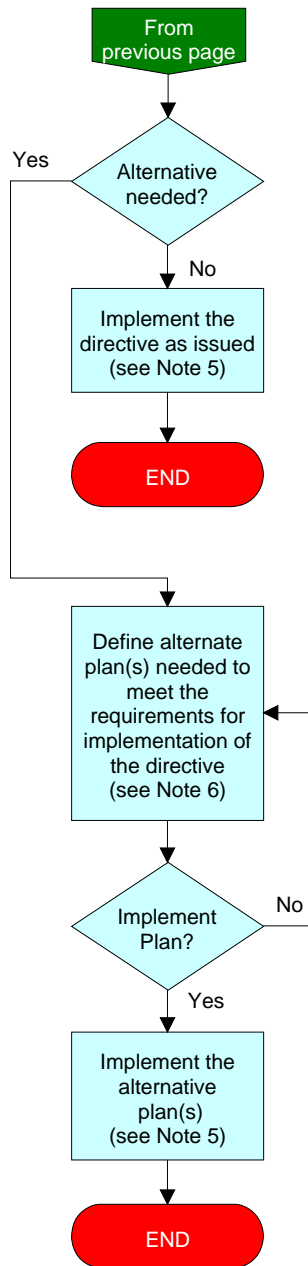 From
previous page
Yes
Alternative
needed?
No
Implement the
directive as issued
(see Note 5)
END
Define alternate
plan(s) needed to
meet the
requirements for
implementation of
the directive
(see Note 6)
Implement
Plan?
No
Yes
Implement the
alternative
plan(s)
(see Note 5)
END